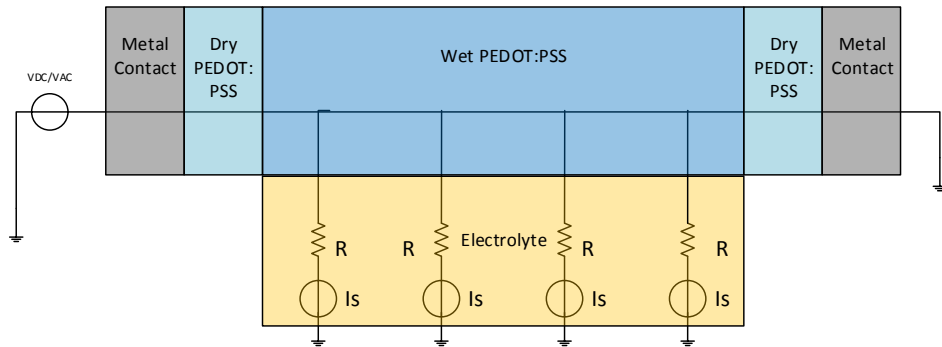 Metal
Contact
Dry
PEDOT:
PSS
Wet PEDOT:PSS
Dry
PEDOT:
PSS
Metal
Contact
VDC/VAC
R
R
Electrolyte
R
R
Is
Is
Is
Is